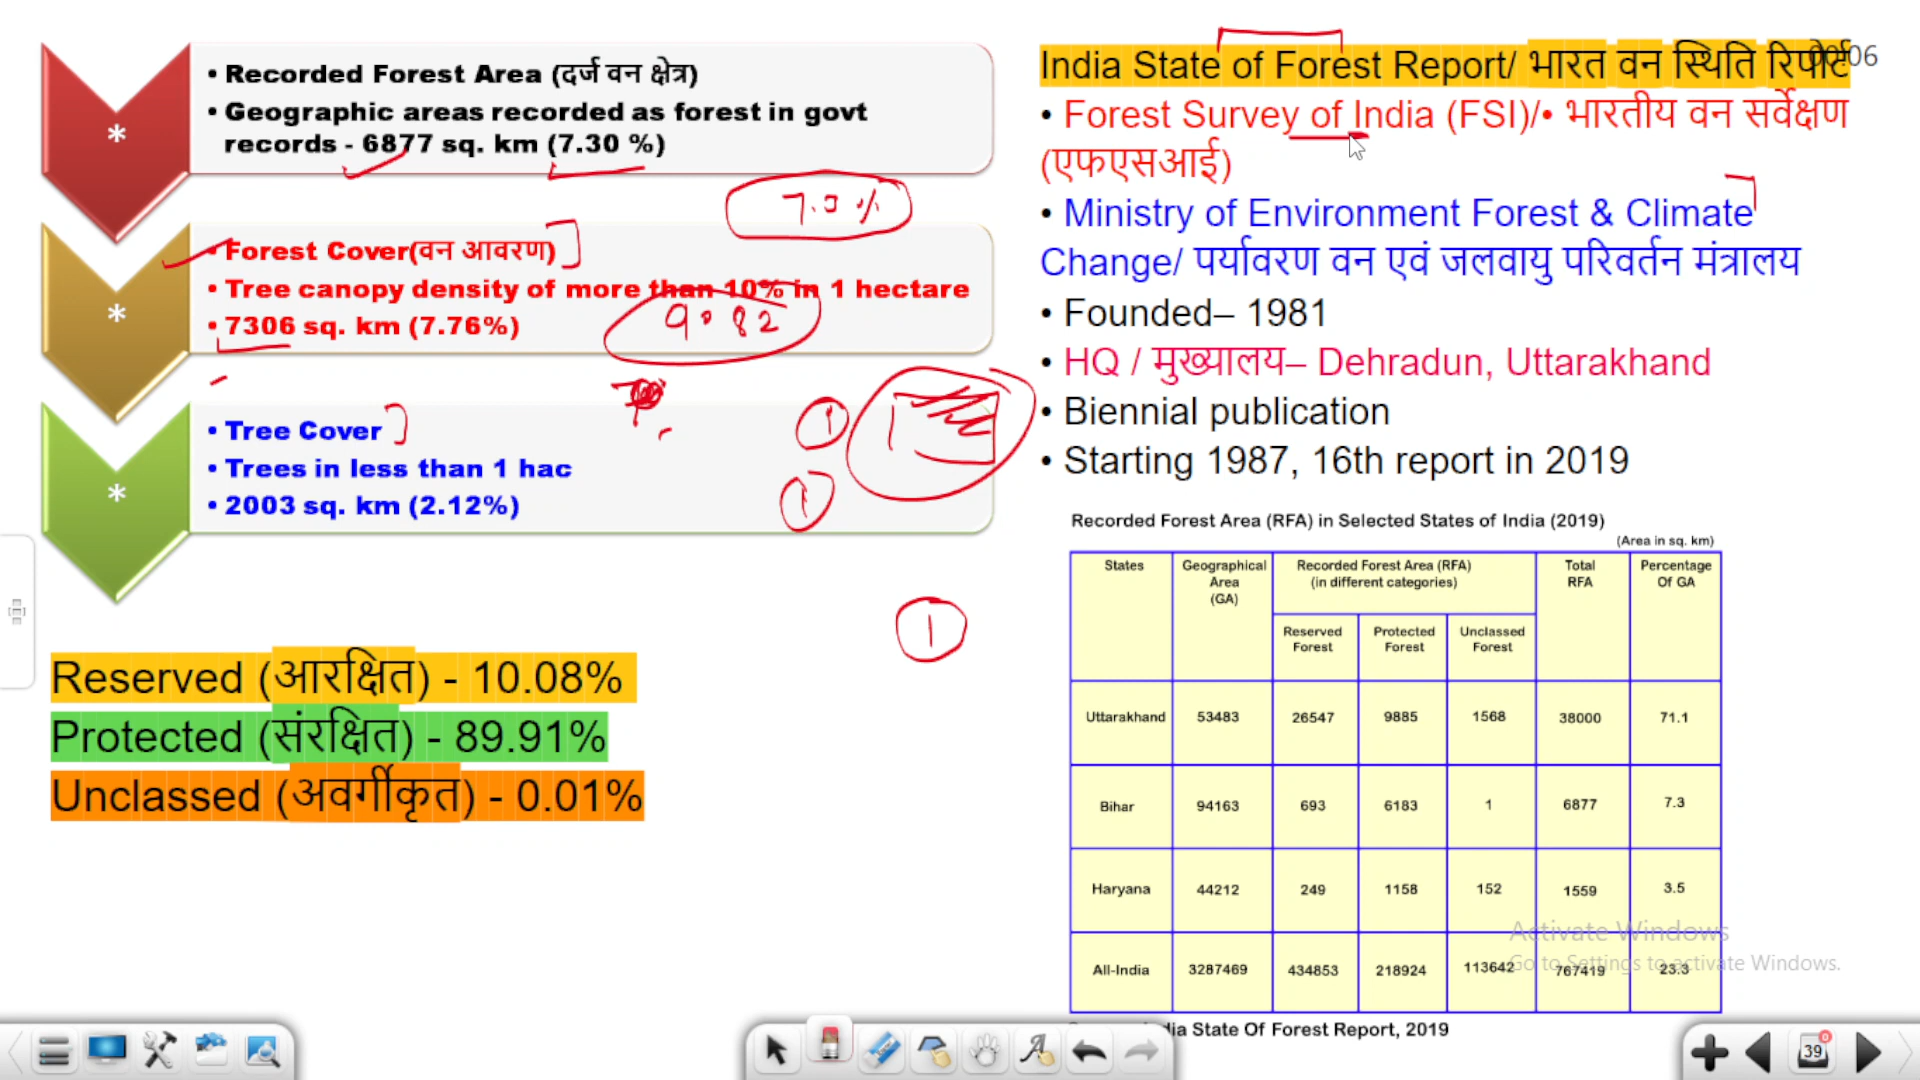 • Recorded Forest Area (दर्ज वन क्षेत्र)
• Geographic areas recorded as forest in govt
records - 6877 sq. km (7.30 %)
*
7.0 %
• Forest Cover(वन आवरण)
• Tree canopy density of more than 10% in 1 hectare
• 7306 sq. km (7.76%)
*
9.82
• Tree Cover
• Trees in less than 1 hac
• 2003 sq. km (2.12%)
*
1
1
1
Reserved (आरक्षित) - 10.08%
Protected (संरक्षित) - 89.91%
Unclassed (अवर्गीकृत) - 0.01%
India State of Forest Report/ भारत वन स्थिति रिपोर्ट
• Forest Survey of India (FSI)/• भारतीय वन सर्वेक्षण
(एफएसआई)
• Ministry of Environment Forest & Climate
Change/ पर्यावरण वन एवं जलवायु परिवर्तन मंत्रालय
• Founded– 1981
• HQ / मुख्यालय– Dehradun, Uttarakhand
• Biennial publication
• Starting 1987, 16th report in 2019
Recorded Forest Area (RFA) in Selected States of India (2019)
(Area in sq. km)
States Geographical Area (GA) Recorded Forest Area (RFA) (in different categories) Total RFA Percentage Of GA
Reserved Forest Protected Forest Unclassed Forest
Uttarakhand 53483 26547 9885 1568 38000 71.1
Bihar 94163 693 6183 1 6877 7.3
Haryana 44212 249 1158 152 1559 3.5
All-India 3287469 434853 218924 113642 767419 23.3
Activate Windows
Go to Settings to activate Windows.
dia State Of Forest Report, 2019
39
0